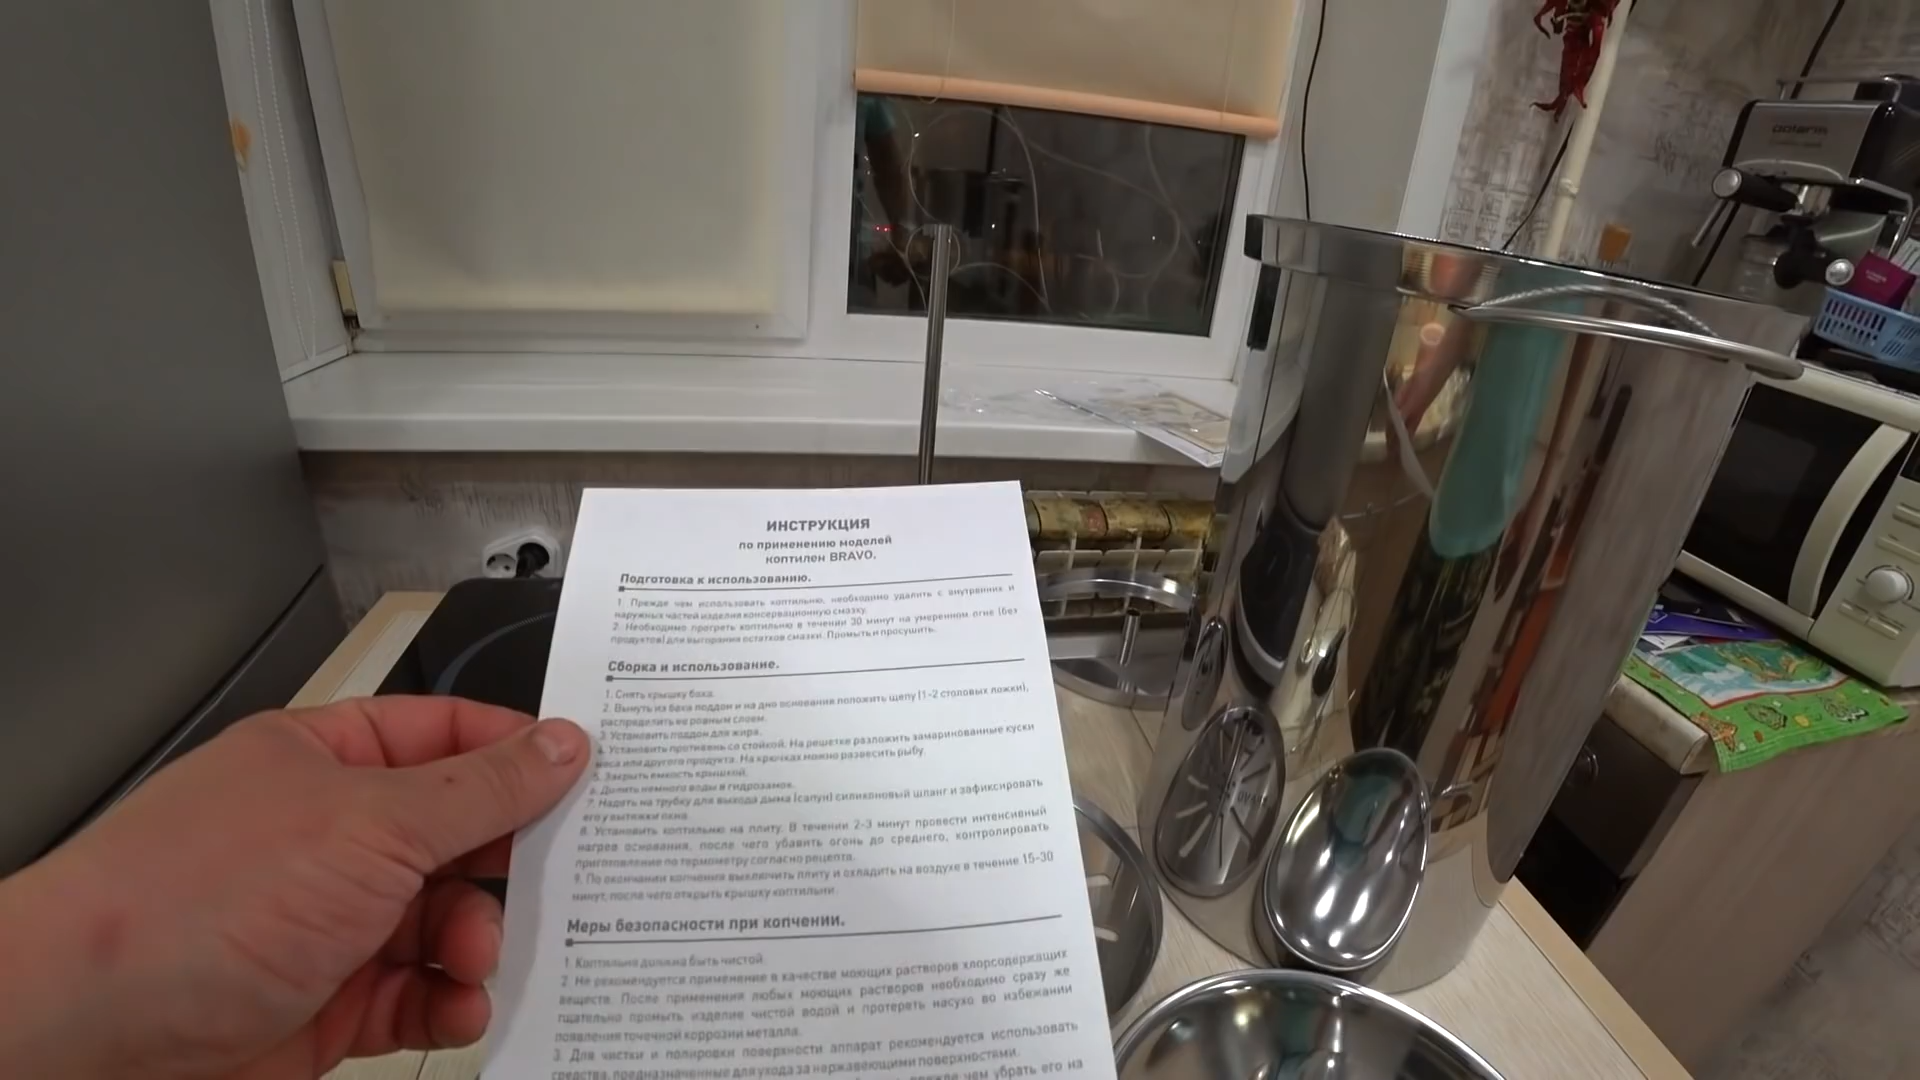 polaris
ИНСТРУКЦИЯ
по применению моделей
коптилен BRAVO.
Подготовка к использованию.
1. Прежде чем использовать коптильню, необходимо удалить с внутренних и
наружных частей изделия консервационную смазку.
2. Необходимо прогреть коптильню в течении 30 минут на умеренном огне (без
продуктов) для выгорания остатков смазки. Промыть и просушить.
Сборка и использование.
1. Снять крышку бака.
2. Вынуть из бака поддон и на дно основания положить щепу (1-2 столовых ложки),
распределить ее ровным слоем.
3. Установить поддон для жира.
4. Установить противень со стойкой. На решетке разложить замаринованные куски
мяса или другого продукта. На крючках можно развесить рыбу.
5. Закрыть емкость крышкой.
6. Долить немного воды в гидрозамок.
7. Надеть на трубку для выхода дыма (сапун) силиконовый шланг и зафиксировать
его у вытяжки окна.
8. Установить коптильню на плиту. В течении 2-3 минут провести интенсивный
нагрев основания, после чего убавить огонь до среднего, контролировать
приготовление по термометру согласно рецепта.
9. По окончании копчения выключить плиту и охладить на воздухе в течение 15-30
минут, после чего открыть крышку коптильни.
Меры безопасности при копчении.
1. Коптильня должна быть чистой.
2. Не рекомендуется применение в качестве моющих растворов хлорсодержащих
веществ. После применения любых моющих растворов необходимо сразу же
тщательно промыть изделие чистой водой и протереть насухо во избежании
появления точечной коррозии металла.
3. Для чистки и полировки поверхности аппарат рекомендуется использовать
средства, предназначенные для ухода за нержавеющими поверхностями.
прежде чем убрать его на